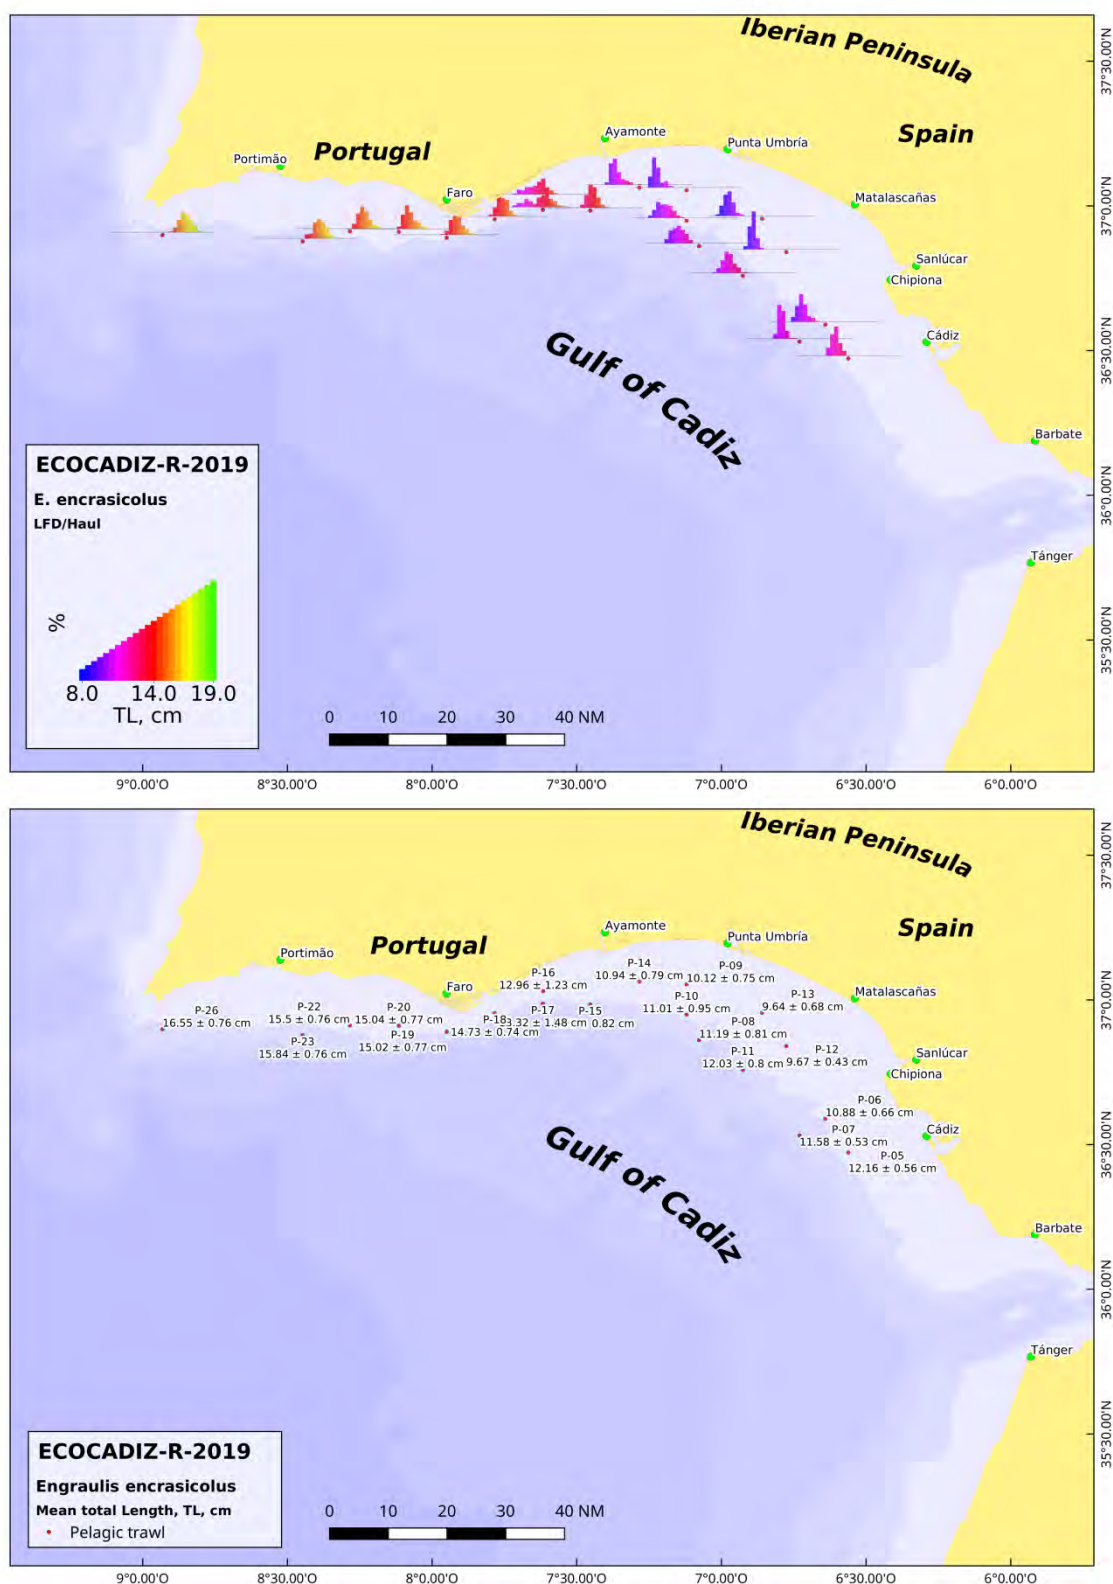 Iberian Peninsula
37°30.00'N
Spain
Ayamonte
Punta Umbría
Portugal
Portimão
Faro
Matalascañas
37°0.00'N
Sanlúcar
Chipiona
Cádiz
36°30.00'N
Gulf of Cadiz
Barbate
36°0.00'N
Tánger
35°30.00'N
ECOCADIZ-R-2019
E. encrasicolus
LFD/Haul
%
8.0 14.0 19.0
TL, cm
0 10 20 30 40 NM
9°0.00'O 8°30.00'O 8°0.00'O 7°30.00'O 7°0.00'O 6°30.00'O 6°0.00'O
Iberian Peninsula
37°30.00'N
Spain
Ayamonte
Punta Umbría
Portugal
Portimão
Faro
Matalascañas
37°0.00'N
P-16
12.96 ± 1.23 cm
P-14
10.94 ± 0.79 cm
P-09
10.12 ± 0.75 cm
P-13
9.64 ± 0.68 cm
P-10
11.01 ± 0.95 cm
P-26
16.55 ± 0.76 cm
P-22
15.5 ± 0.76 cm
P-20
15.04 ± 0.77 cm
P-18
14.73 ± 0.74 cm
P-17
3.32 ± 1.48 cm
P-15
0.82 cm
P-08
11.19 ± 0.81 cm
P-23
15.84 ± 0.76 cm
P-19
15.02 ± 0.77 cm
P-11
12.03 ± 0.8 cm
P-12
9.67 ± 0.43 cm
Sanlúcar
Chipiona
P-06
10.88 ± 0.66 cm
P-07
11.58 ± 0.53 cm
Cádiz
P-05
12.16 ± 0.56 cm
36°30.00'N
Gulf of Cadiz
Barbate
36°0.00'N
Tánger
35°30.00'N
ECOCADIZ-R-2019
Engraulis encrasicolus
Mean total Length, TL, cm
Pelagic trawl
0 10 20 30 40 NM
9°0.00'O 8°30.00'O 8°0.00'O 7°30.00'O 7°0.00'O 6°30.00'O 6°0.00'O